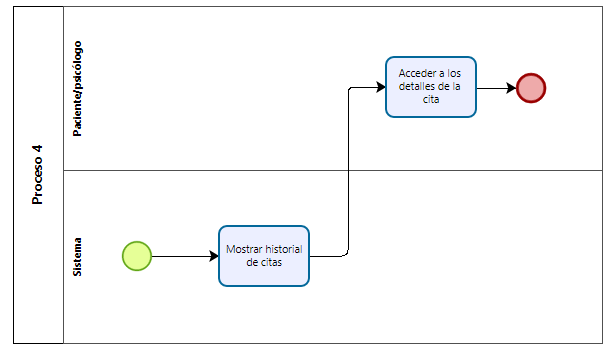 Proceso 4
Paciente/psicólogo
Acceder a los
detalles de la
cita
Sistema
Mostrar historial
de citas